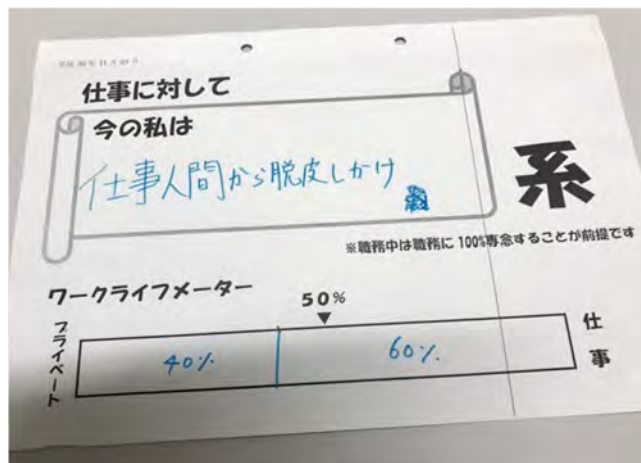 仕事に対して
今の私は
仕事人間から脱皮しかけ
系
※職務中は職務に100%専念することが前提です
ワークライフメーター
50%
プライベート
40%
60%
仕事